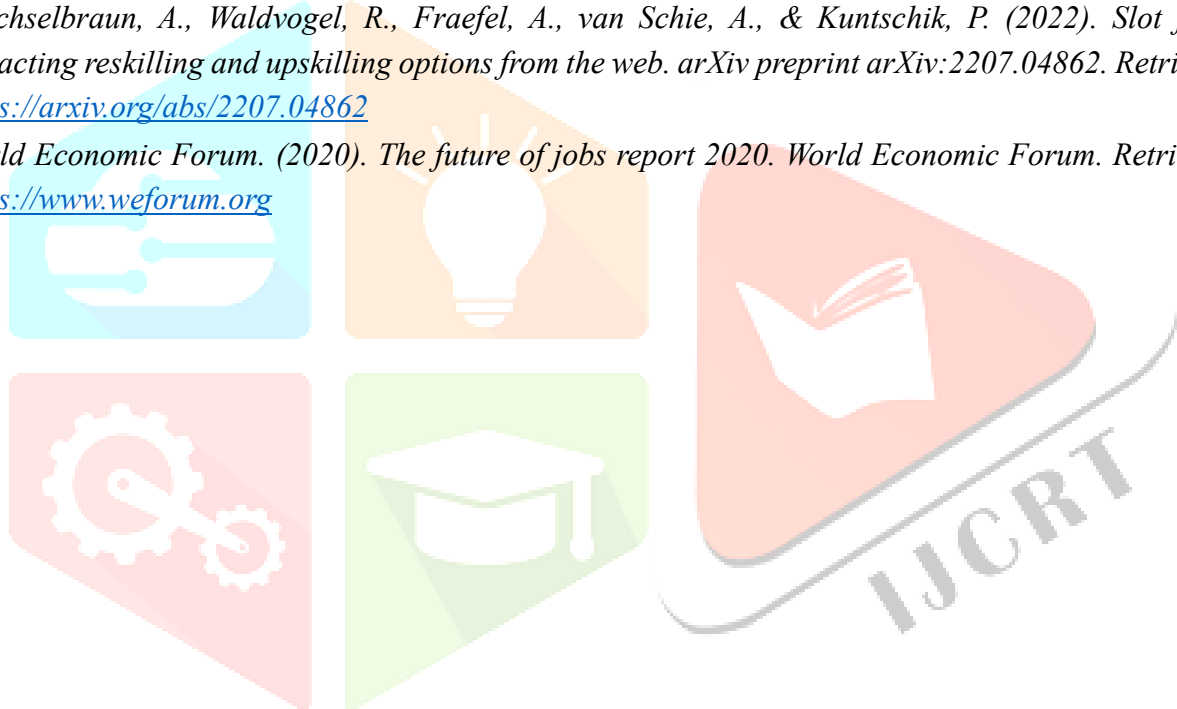 chselbraun, A., Waldvogel, R., Fraefel, A., van Schie, A., & Kuntschik, P. (2022). Slot f
acting reskilling and upskilling options from the web. arXiv preprint arXiv:2207.04862. Retri
s://arxiv.org/abs/2207.04862
ld Economic Forum. (2020). The future of jobs report 2020. World Economic Forum. Retri
s://www.weforum.org
IJCRT